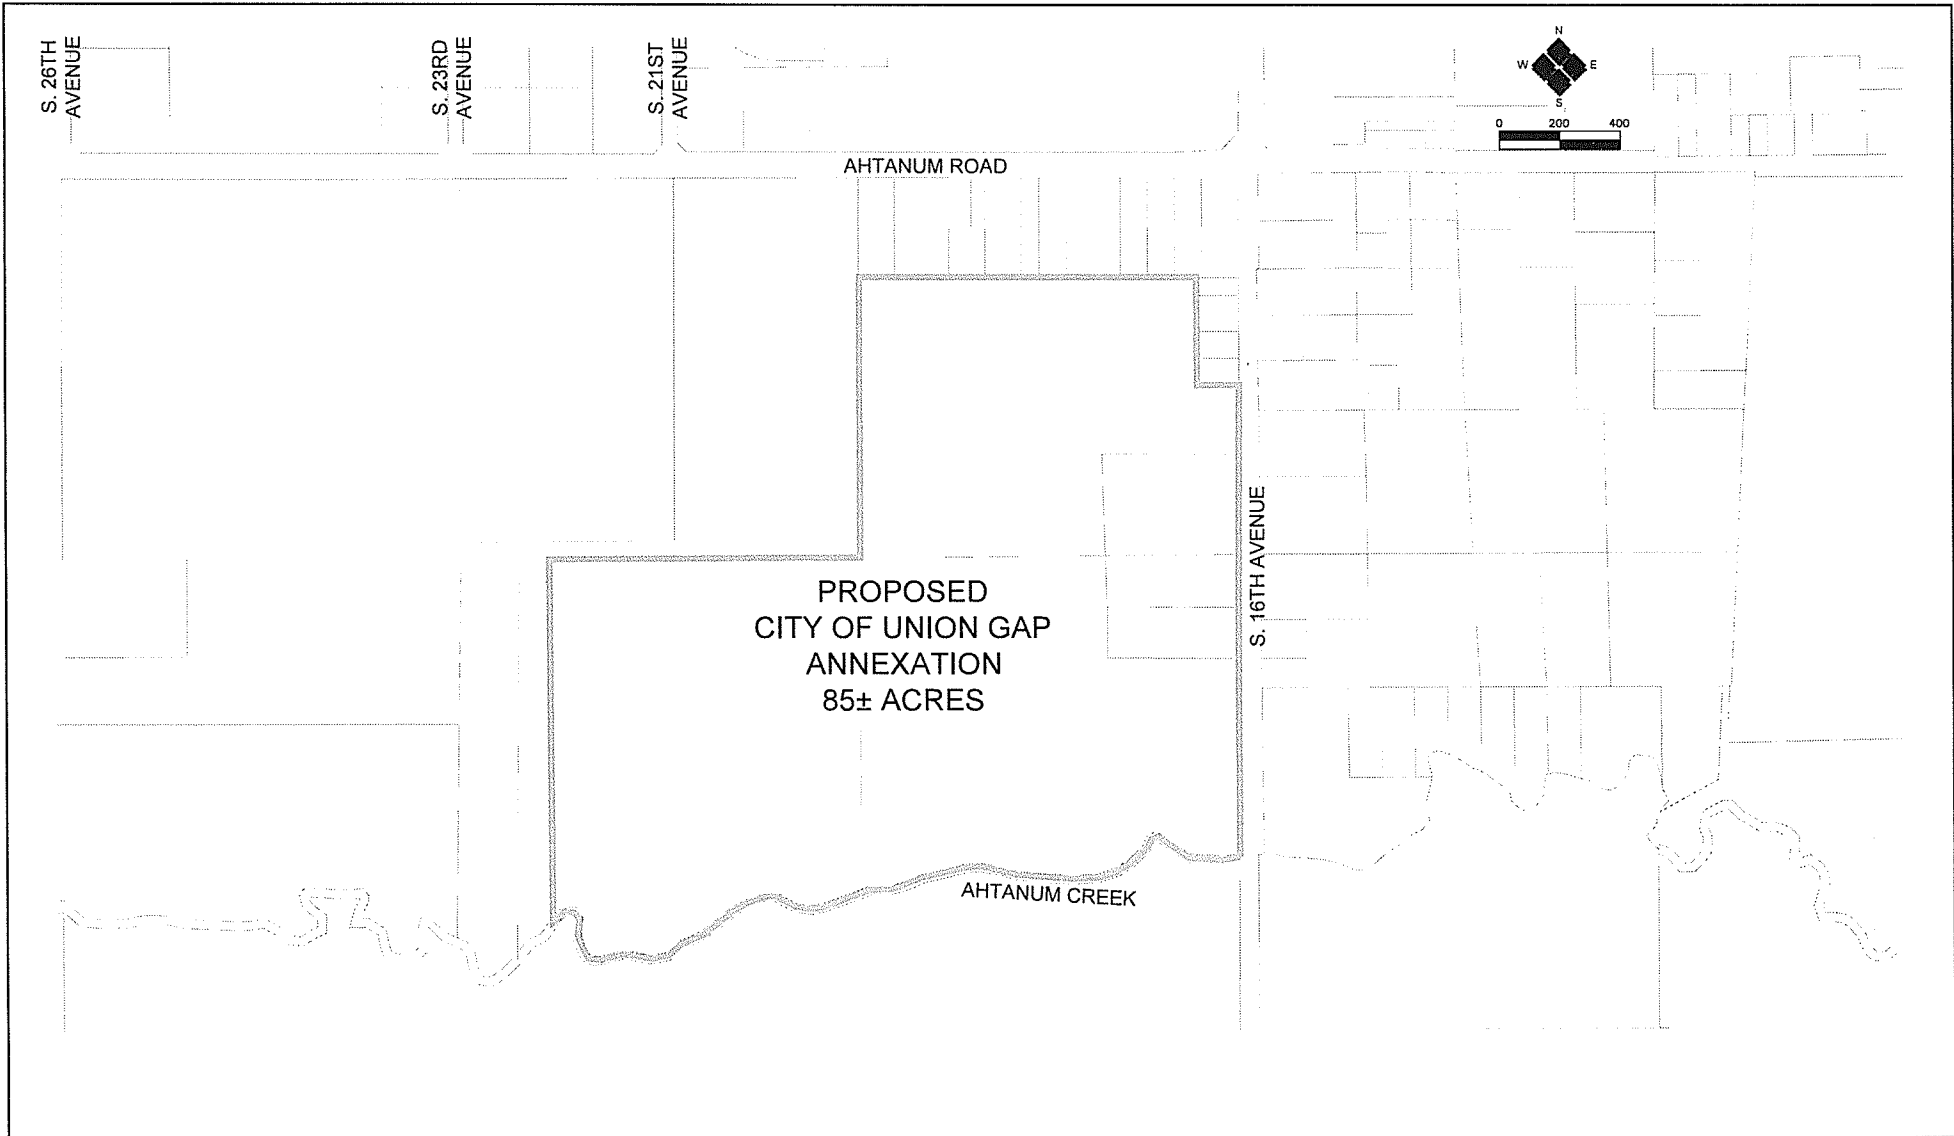 S. 26TH
AVENUE
S. 23RD
AVENUE
S. 21ST
AVENUE
N
W E
S
0 200 400
AHTANUM ROAD
S. 16TH AVENUE
PROPOSED
CITY OF UNION GAP
ANNEXATION
85± ACRES
AHTANUM CREEK